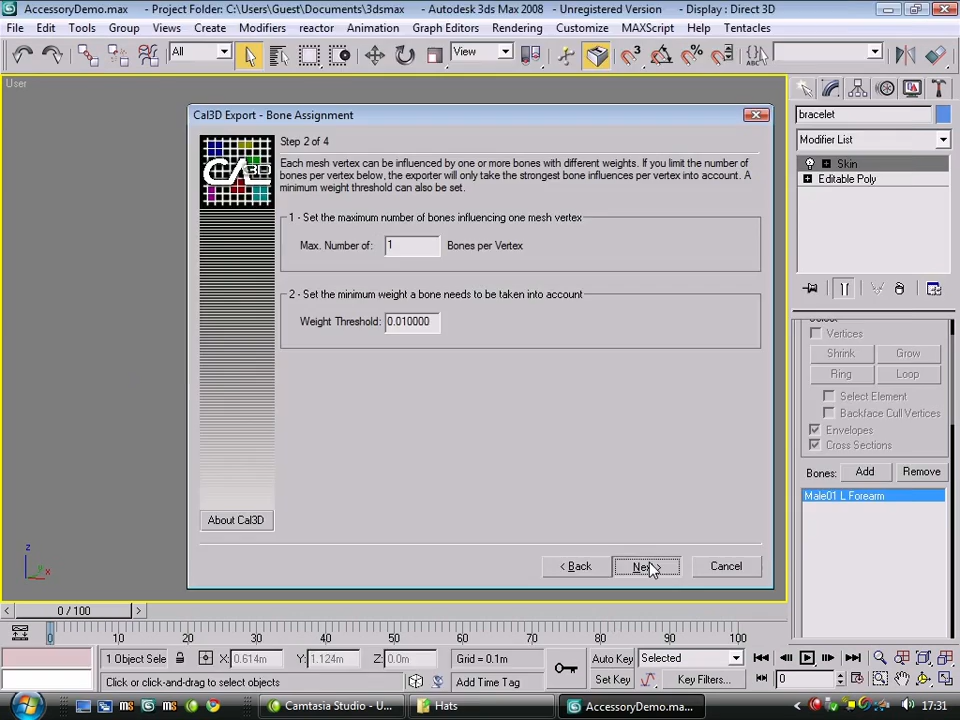 AccessoryDemo.max - Project Folder: C:\Users\Guest\Documents\3dsmax - Autodesk 3ds Max 2008 - Unregistered Version - Display : Direct 3D
File Edit Tools Group Views Create Modifiers reactor Animation Graph Editors Rendering Customize MAXScript Help Tentacles
All View
User
Cal3D Export - Bone Assignment
Step 2 of 4
Each mesh vertex can be influenced by one or more bones with different weights. If you limit the number of
bones per vertex below, the exporter will only take the strongest bone influences per vertex into account. A
minimum weight threshold can also be set.
1 - Set the maximum number of bones influencing one mesh vertex
Max. Number of: 1 Bones per Vertex
2 - Set the minimum weight a bone needs to be taken into account
Weight Threshold: 0.010000
About Cal3D
< Back Next > Cancel
bracelet
Modifier List
Skin
Editable Poly
Vertices
Shrink Grow
Ring Loop
Select Element
Backface Cull Vertices
Envelopes
Cross Sections
Bones: Add Remove
Male01 L Forearm
z
x
0 / 100
0 10 20 30 40 50 60 70 80 90 100
1 Object Sele X: 0.614m Y: 1.124m Z: 0.0m Grid = 0.1m Auto Key Selected
Click or click-and-drag to select objects Add Time Tag Set Key Key Filters... 0
Camtasia Studio - U... Hats AccessoryDemo.ma... 17:31